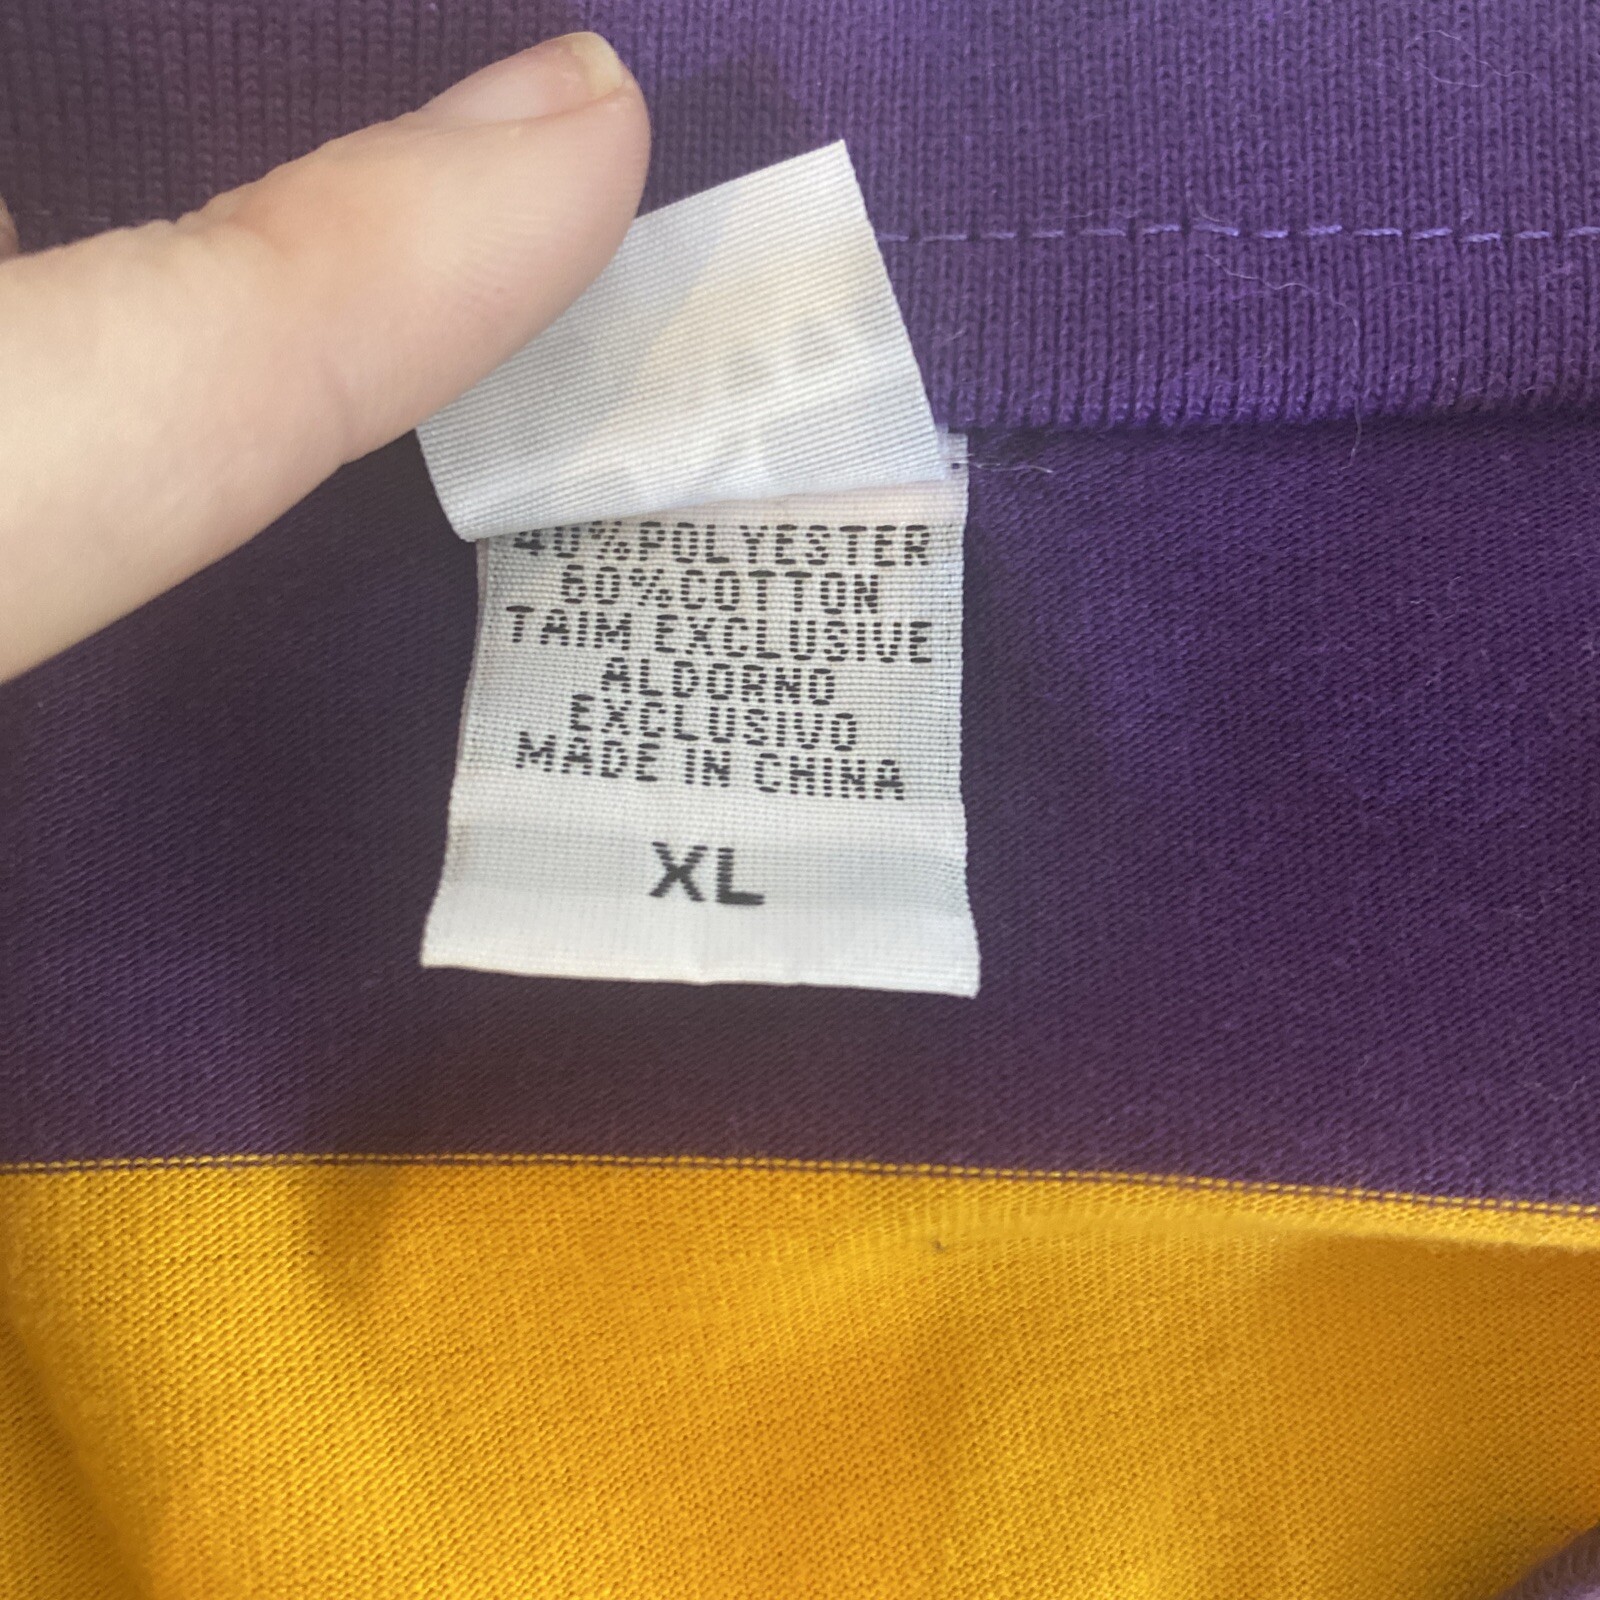 40%POLYESTER
60%COTTON
TAIM EXCLUSIVE
ALDORNO
EXCLUSIVO
MADE IN CHINA
XL